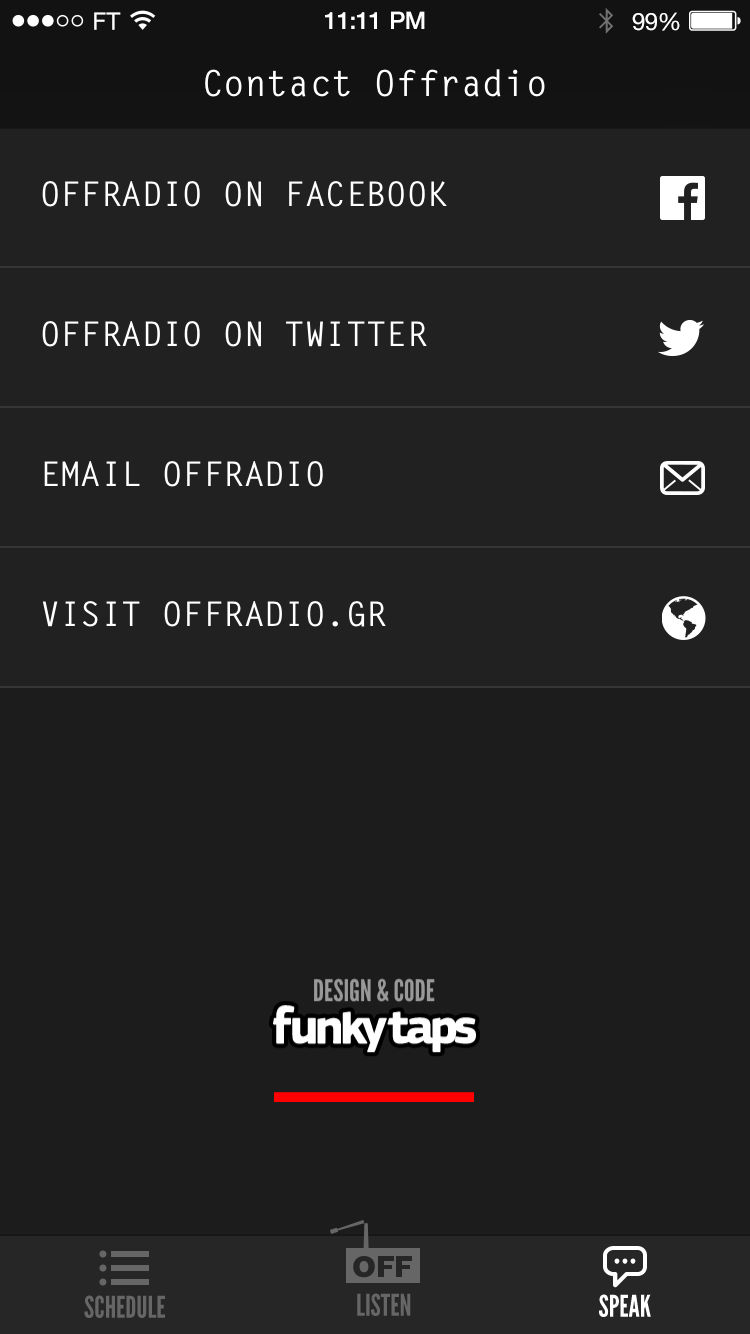 FT 11:11 PM 99%
Contact Offradio
OFFRADIO ON FACEBOOK
OFFRADIO ON TWITTER
EMAIL OFFRADIO
VISIT OFFRADIO.GR
DESIGN & CODE
funkytaps
OFF
SCHEDULE LISTEN SPEAK